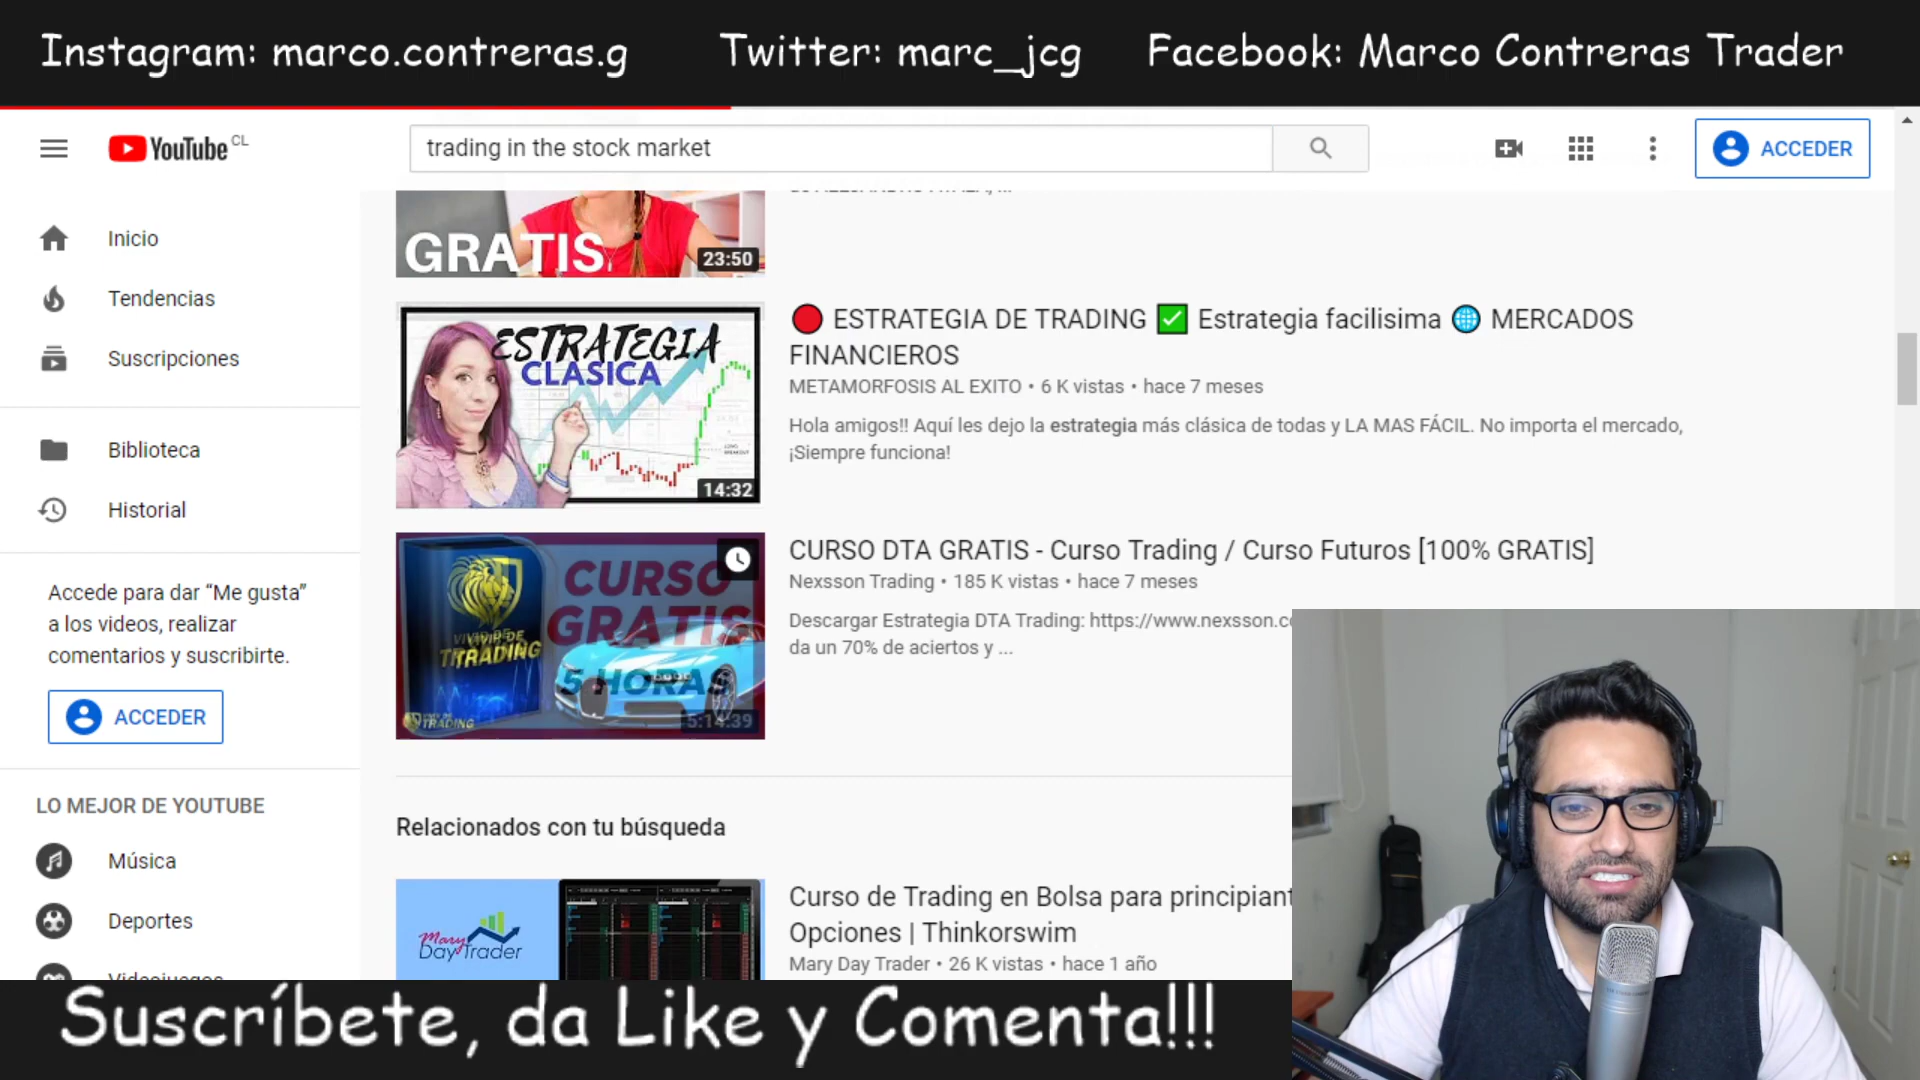 Instagram: marco.contreras.g
Twitter: marc_jcg
Facebook: Marco Contreras Trader
YouTube CL
trading in the stock market
ACCEDER
Inicio
Tendencias
Suscripciones
Biblioteca
Historial
Accede para dar “Me gusta”
a los videos, realizar
comentarios y suscribirte.
ACCEDER
LO MEJOR DE YOUTUBE
Música
Deportes
Videojuegos
GRATIS
23:50
ESTRATEGIA
CLASICA
14:32
ESTRATEGIA DE TRADING ✅ Estrategia facilisima 🌐 MERCADOS
FINANCIEROS
METAMORFOSIS AL EXITO • 6 K vistas • hace 7 meses
Hola amigos!! Aquí les dejo la estrategia más clásica de todas y LA MAS FÁCIL. No importa el mercado,
¡Siempre funciona!
CURSO
GRATIS
5 HORAS
5:14:39
CURSO DTA GRATIS - Curso Trading / Curso Futuros [100% GRATIS]
Nexsson Trading • 185 K vistas • hace 7 meses
Descargar Estrategia DTA Trading: https://www.nexsson.co
da un 70% de aciertos y ...
Relacionados con tu búsqueda
Mary
DayTrader
Curso de Trading en Bolsa para principiant
Opciones | Thinkorswim
Mary Day Trader • 26 K vistas • hace 1 año
Suscríbete, da Like y Comenta!!!